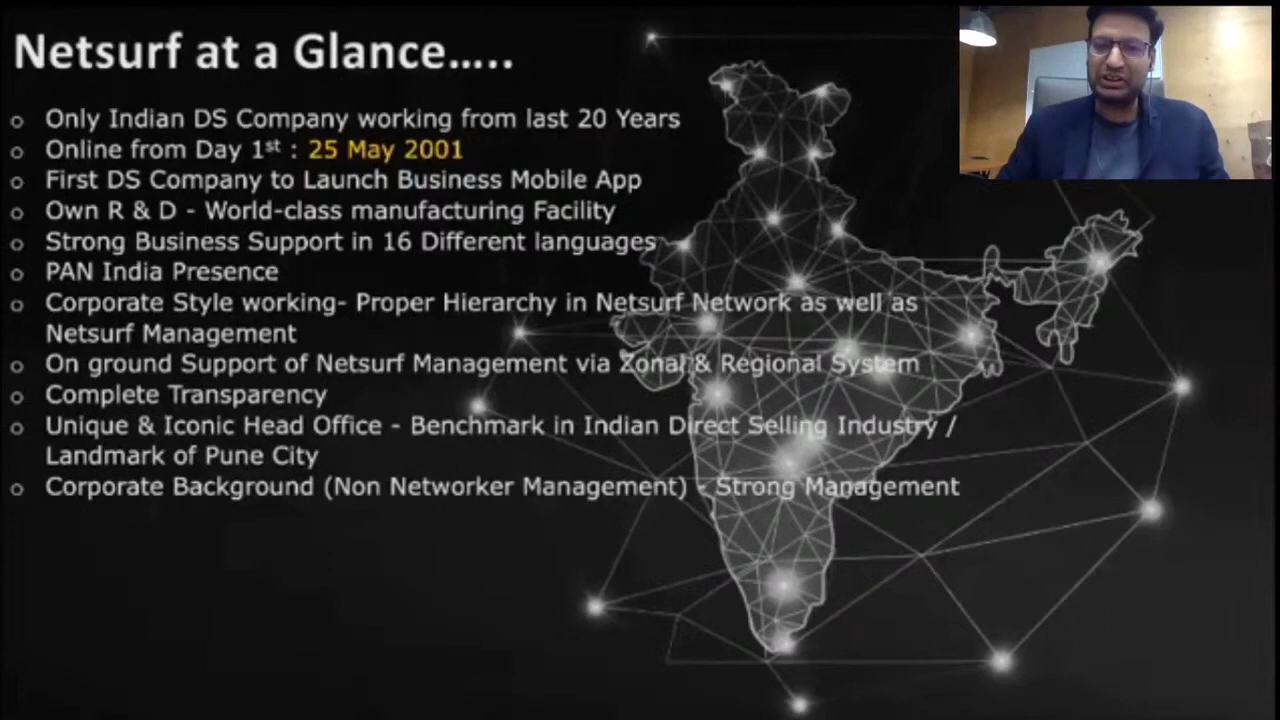 Netsurf at a Glance.....
o Only Indian DS Company working from last 20 Years
o Online from Day 1st : 25 May 2001
o First DS Company to Launch Business Mobile App
o Own R & D - World-class manufacturing Facility
o Strong Business Support in 16 Different languages
o PAN India Presence
o Corporate Style working- Proper Hierarchy in Netsurf Network as well as
Netsurf Management
o On ground Support of Netsurf Management via Zonal & Regional System
o Complete Transparency
o Unique & Iconic Head Office - Benchmark in Indian Direct Selling Industry /
Landmark of Pune City
o Corporate Background (Non Networker Management) - Strong Management